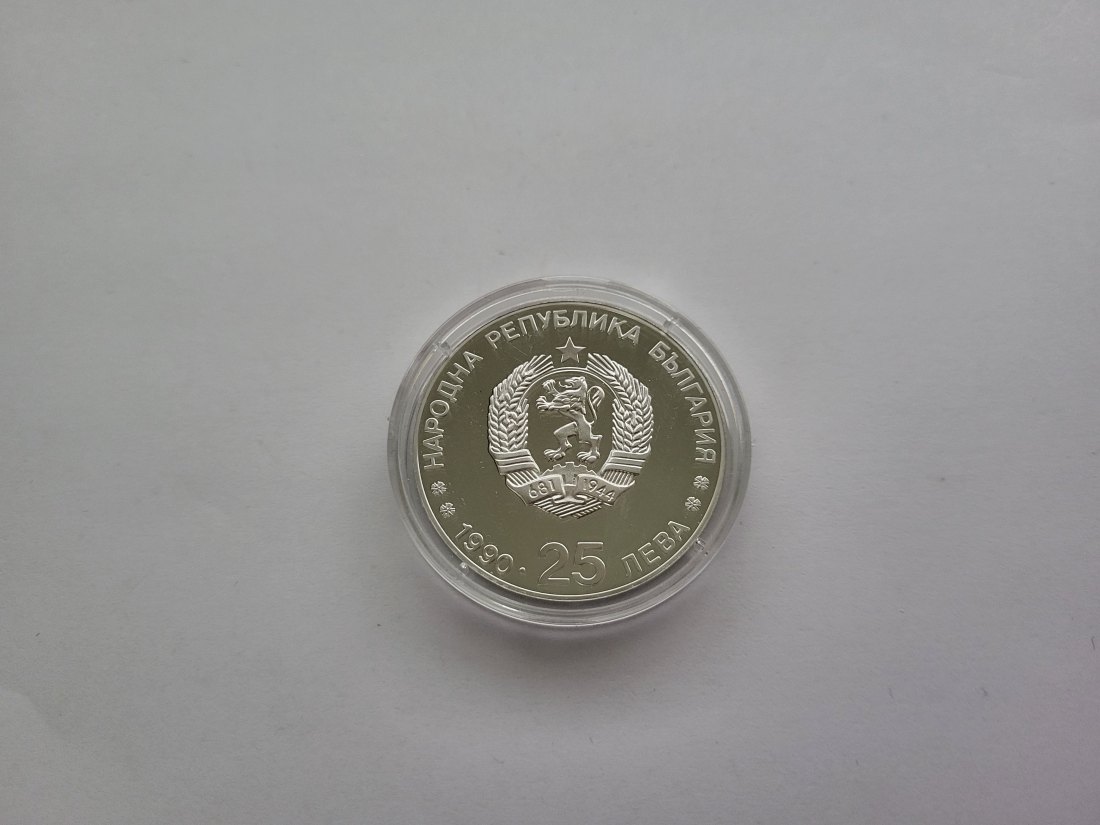 НАРОДНА РЕПУБЛИКА БЪЛГАРИЯ
681 1944
1990 · 25 ЛЕВА